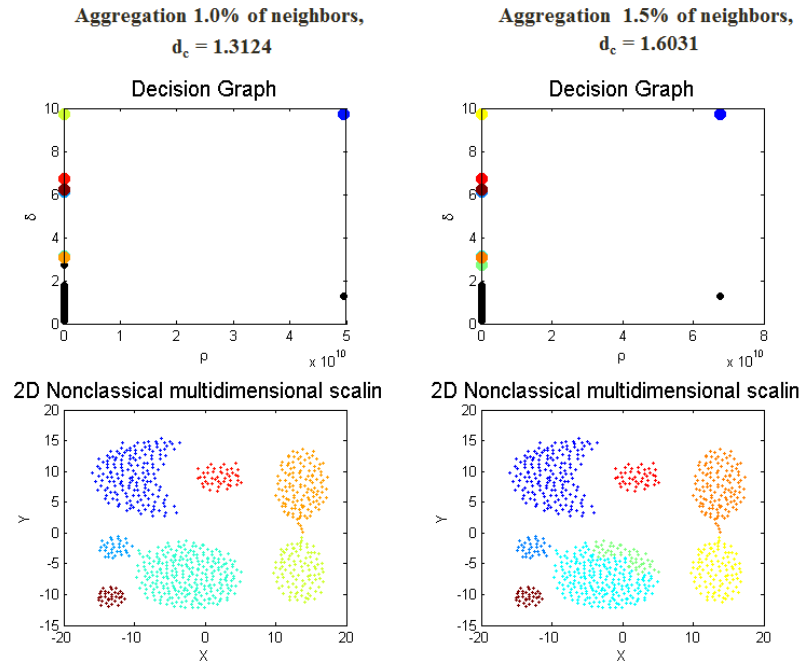 Aggregation 1.0% of neighbors,
d_c = 1.3124
Aggregation 1.5% of neighbors,
d_c = 1.6031
Decision Graph
10
8
6
4
2
0
δ
0 1 2 3 4 5
ρ
x 10^10
Decision Graph
10
8
6
4
2
0
δ
0 2 4 6 8
ρ
x 10^10
2D Nonclassical multidimensional scalin
20
15
10
5
0
-5
-10
-15
Y
-20 -10 0 10 20
X
2D Nonclassical multidimensional scalin
20
15
10
5
0
-5
-10
-15
Y
-20 -10 0 10 20
X